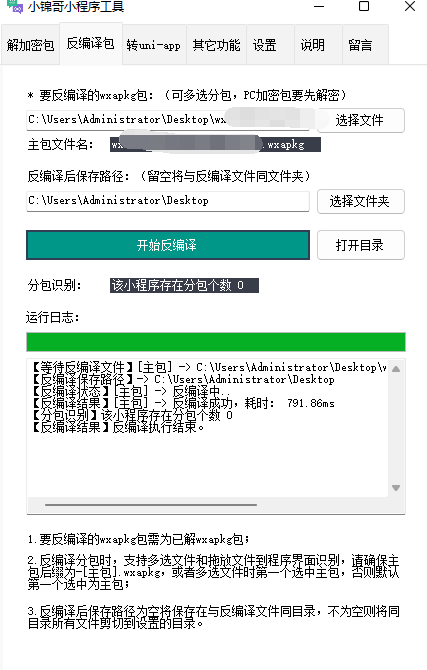 小锦哥小程序工具
解加密包 反编译包 转uni-app 其它功能 设置 说明 留言
* 要反编译的wxapkg包：（可多选分包，PC加密包要先解密）
C:\Users\Administrator\Desktop\wx 选择文件
主包文件名： wx .wxapkg
反编译后保存路径：（留空将与反编译文件同文件夹）
C:\Users\Administrator\Desktop 选择文件夹
开始反编译 打开目录
分包识别： 该小程序存在分包个数 0
运行日志：
【等待反编译文件】[主包] -> C:\Users\Administrator\Desktop\w
【反编译保存路径】-> C:\Users\Administrator\Desktop
【反编译状态】[主包] -> 反编译中..
【反编译结果】[主包] -> 反编译成功，耗时： 791.86ms
【分包识别】该小程序存在分包个数 0
【反编译结果】反编译执行结束。
1.要反编译的wxapkg包需为已解wxapkg包；
2.反编译分包时，支持多选文件和拖放文件到程序界面识别，请确保主
包后缀为-[主包].wxapkg，或者多选文件时第一个选中主包，否则默认
第一个选中为主包；
3.反编译后保存路径为空将保存在与反编译文件同目录，不为空则将同
目录所有文件剪切到设置的目录。